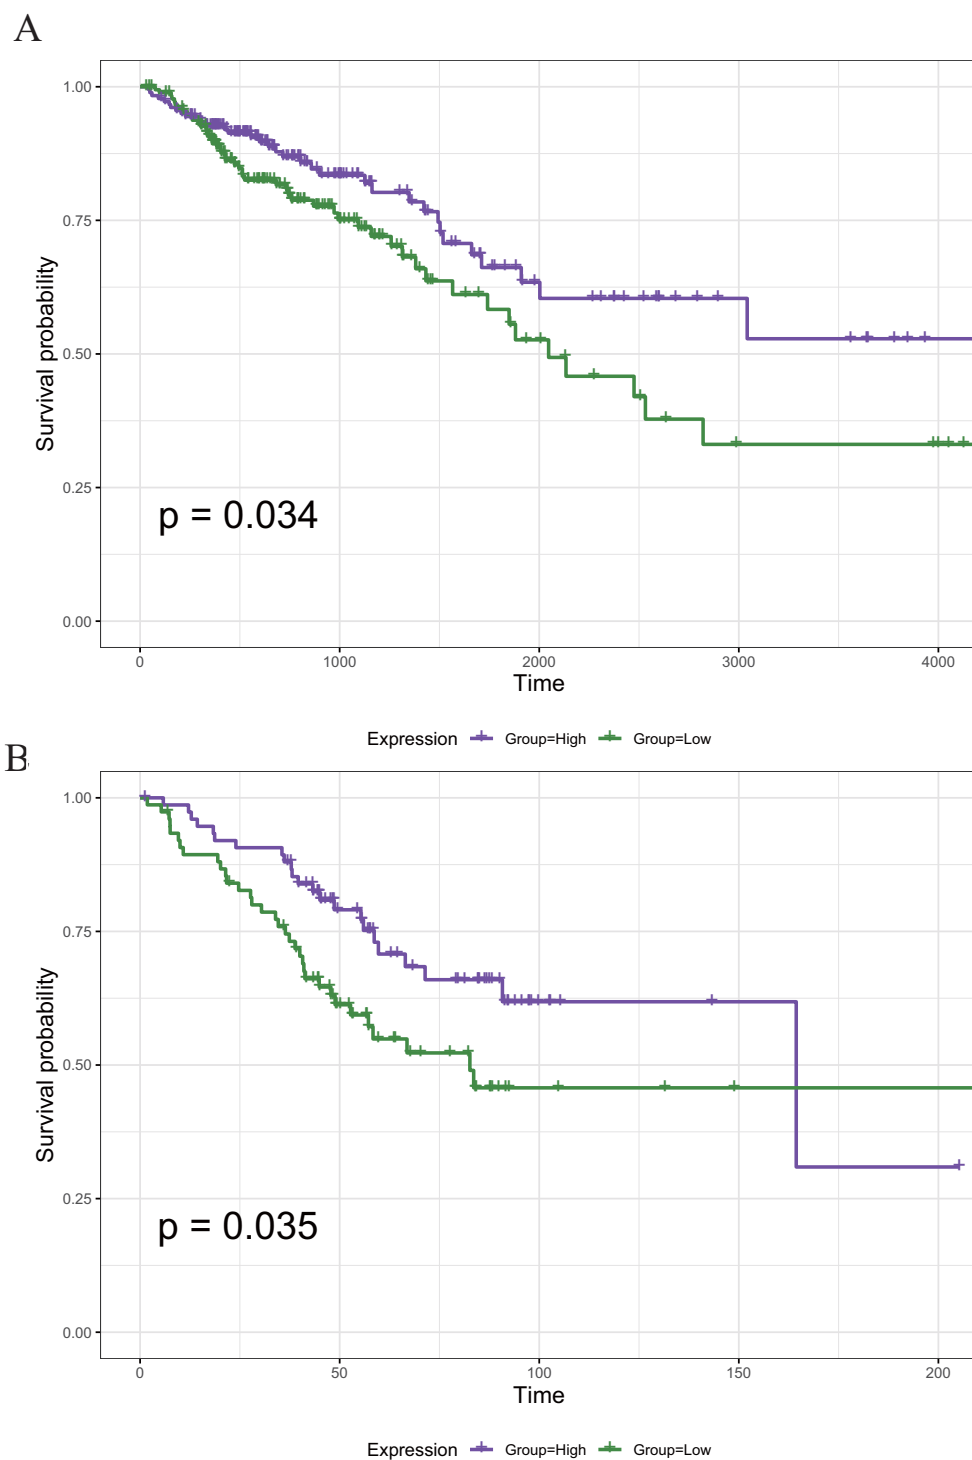 A
1.00
0.75
0.50
0.25
0.00
Survival probability
p = 0.034
0 1000 2000 3000 4000
Time
Expression Group=High Group=Low
B
1.00
0.75
0.50
0.25
0.00
Survival probability
p = 0.035
0 50 100 150 200
Time
Expression Group=High Group=Low